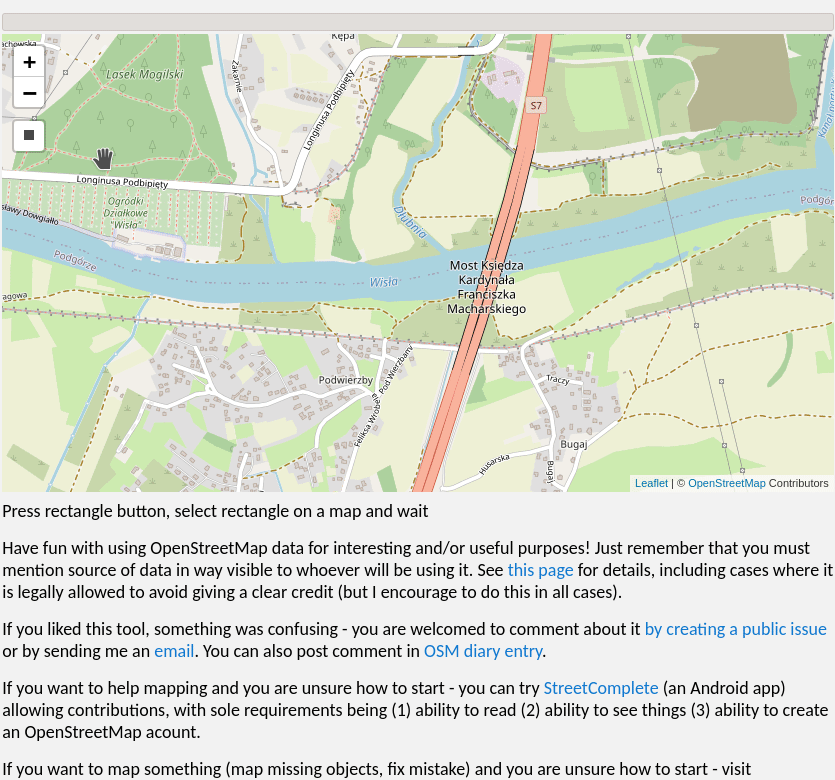 Kępa
achowska
+
Lasek Mogilski
Zakarnie
−
Longinusa Podbipięty
S7
Longinusa Podbipięty
Ogródki
Działkowe
"Wisła"
sławy Dowgiałło
Dłubnia
Podgórze
Wisła
Most Księdza
Kardynała
Franciszka
Macharskiego
agowa
Podwierzby
Pod Wierzbany
Feliksa Wrobe
Traczy
Bugaj
Husarska
Bugaj
Leaflet | © OpenStreetMap Contributors
Press rectangle button, select rectangle on a map and wait
Have fun with using OpenStreetMap data for interesting and/or useful purposes! Just remember that you must
mention source of data in way visible to whoever will be using it. See this page for details, including cases where it
is legally allowed to avoid giving a clear credit (but I encourage to do this in all cases).
If you liked this tool, something was confusing - you are welcomed to comment about it by creating a public issue
or by sending me an email. You can also post comment in OSM diary entry.
If you want to help mapping and you are unsure how to start - you can try StreetComplete (an Android app)
allowing contributions, with sole requirements being (1) ability to read (2) ability to see things (3) ability to create
an OpenStreetMap acount.
If you want to map something (map missing objects, fix mistake) and you are unsure how to start - visit